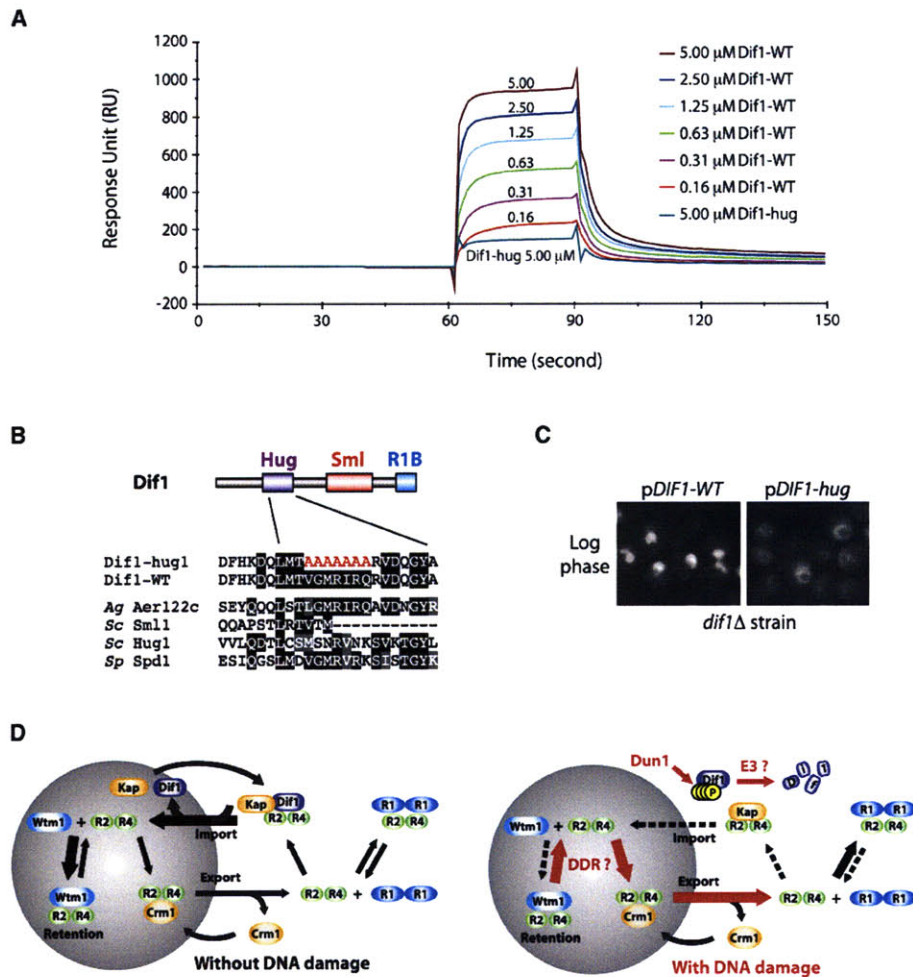 A
Response Unit (RU)
1200
1000
800
600
400
200
0
-200
5.00
2.50
1.25
0.63
0.31
0.16
Dif1-hug 5.00 µM
0
30
60
90
120
150
Time (second)
5.00 µM Dif1-WT
2.50 µM Dif1-WT
1.25 µM Dif1-WT
0.63 µM Dif1-WT
0.31 µM Dif1-WT
0.16 µM Dif1-WT
5.00 µM Dif1-hug
B
Hug Sml R1B
Dif1
Dif1-hug1 DFHKDQLMTAAAAAAARVDQGYA
Dif1-WT DFHKDQLMTVGMRIRQRVDQGYA
Ag Aer122c SEYQQQLSTLGMRIRQAVDNGYR
Sc Sml1 QQAPSTLRTVTM-----------
Sc Hug1 VVLQDTLCSMSNRVNKSVKTGYL
Sp Spd1 ESIQGSLMDVGMRVRKSISTGYK
C
pDIF1-WT pDIF1-hug
Log
phase
dif1Δ strain
D
Kap Dif1
Kap Dif1
R2 R4
Import
Wtm1 + R2 R4
R1 R1
R2 R4
Wtm1
R2 R4
Retention
R2 R4
Crm1
Export
R2 R4 + R1 R1
Crm1
Without DNA damage
Dun1
Dif1
P
E3 ?
Kap
R2 R4
Import
Wtm1 + R2 R4
R1 R1
R2 R4
DDR ?
Wtm1
R2 R4
Retention
R2 R4
Crm1
Export
R2 R4 + R1 R1
Crm1
With DNA damage